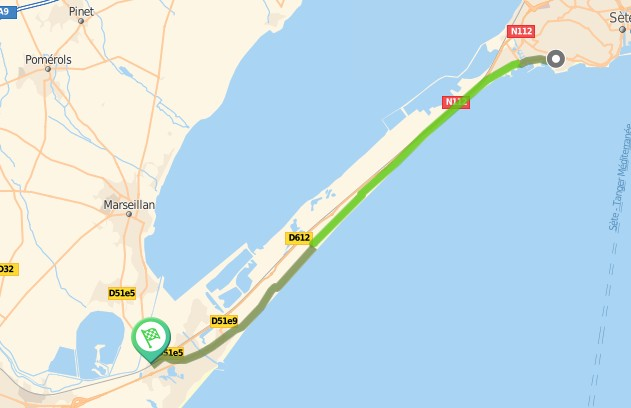 A9
Pinet
N112
Sète
Pomérols
N112
Sète - Tanger Méditerranée
Marseillan
D612
D32
D51e5
D51e9
D51e5